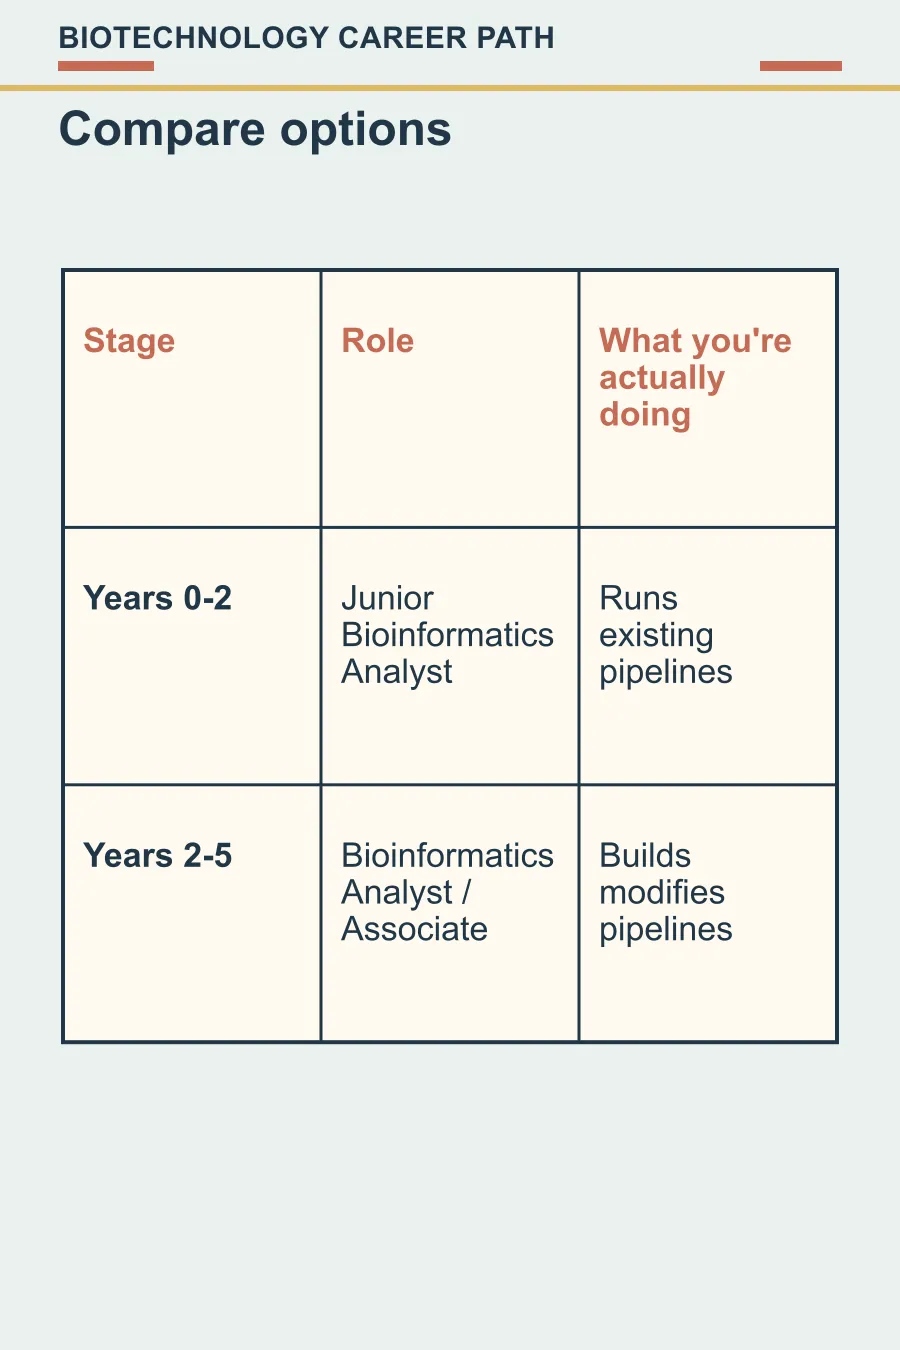 BIOTECHNOLOGY CAREER PATH
Compare options
Stage
Role
What you're
actually
doing
Years 0-2
Junior
Bioinformatics
Analyst
Runs
existing
pipelines
Years 2-5
Bioinformatics
Analyst /
Associate
Builds
modifies
pipelines